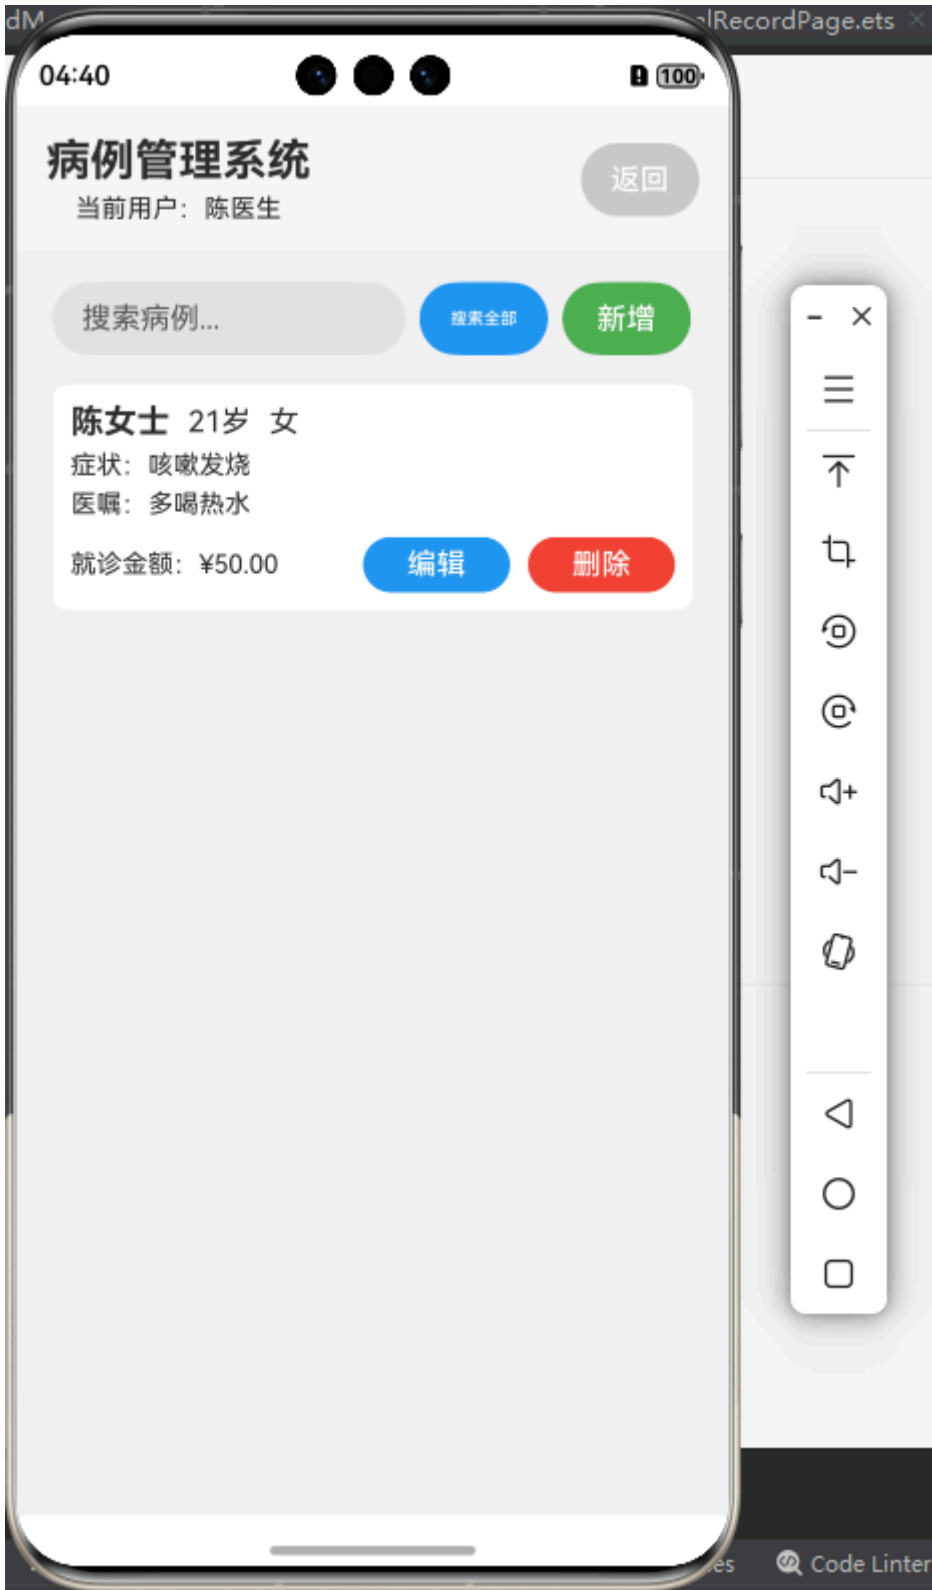 dM
alRecordPage.ets
04:40
100
病例管理系统
当前用户：陈医生
返回
搜索病例...
搜索全部
新增
陈女士 21岁 女
症状：咳嗽发烧
医嘱：多喝热水
就诊金额：¥50.00
编辑
删除
es
Code Linter